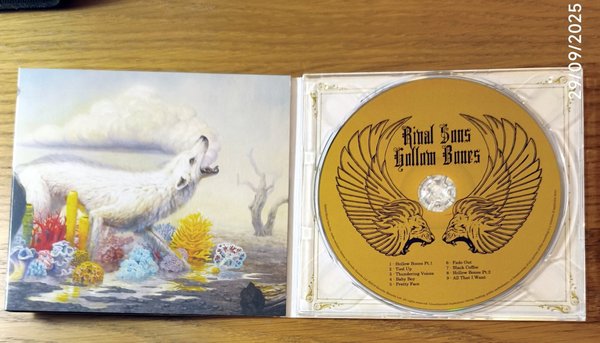 29/09/2025
Rival Sons
Hollow Bones
1 Hollow Bones Pt.1
2 Tied Up
3 Thundering Voices
4 Baby Boy
5 Pretty Face
6 Fade Out
7 Black Coffee
8 Hollow Bones Pt.2
9 All That I Want